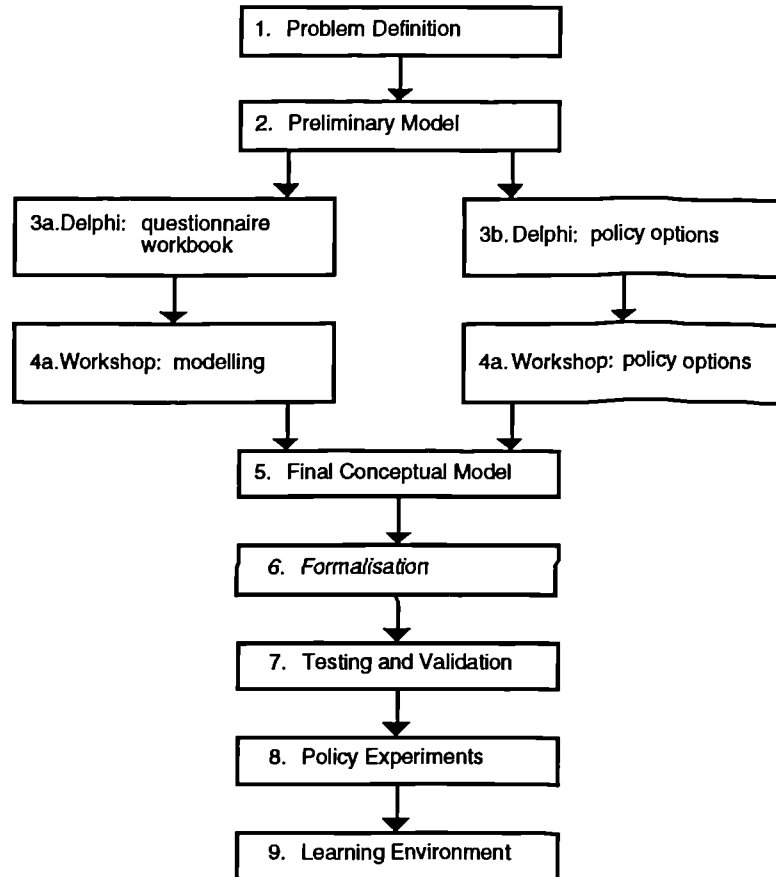 1. Problem Definition
2. Preliminary Model
3a. Delphi: questionnaire
workbook
3b. Delphi: policy options
4a. Workshop: modelling
4a. Workshop: policy options
5. Final Conceptual Model
6. Formalisation
7. Testing and Validation
8. Policy Experiments
9. Learning Environment